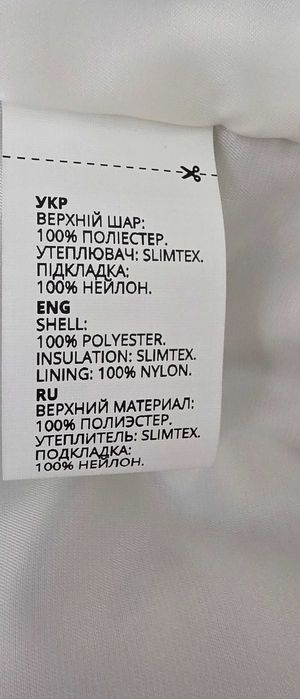 УКР
ВЕРХНІЙ ШАР:
100% ПОЛІЕСТЕР.
УТЕПЛЮВАЧ: SLIMTEX.
ПІДКЛАДКА:
100% НЕЙЛОН.
ENG
SHELL:
100% POLYESTER.
INSULATION: SLIMTEX.
LINING: 100% NYLON.
RU
ВЕРХНИЙ МАТЕРИАЛ:
100% ПОЛИЭСТЕР.
УТЕПЛИТЕЛЬ: SLIMTEX.
ПОДКЛАДКА:
100% НЕЙЛОН.